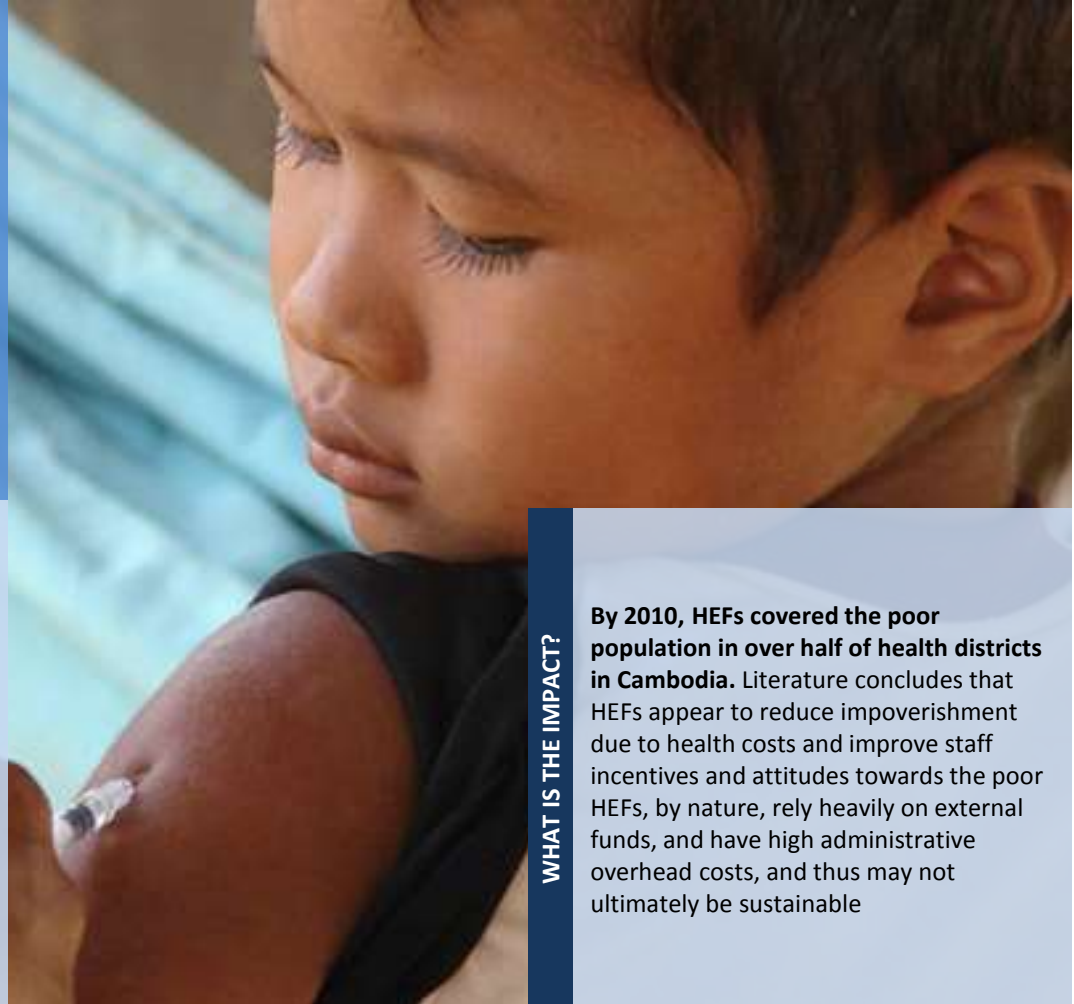 WHAT IS THE IMPACT?
By 2010, HEFs covered the poor
population in over half of health districts
in Cambodia. Literature concludes that
HEFs appear to reduce impoverishment
due to health costs and improve staff
incentives and attitudes towards the poor
HEFs, by nature, rely heavily on external
funds, and have high administrative
overhead costs, and thus may not
ultimately be sustainable